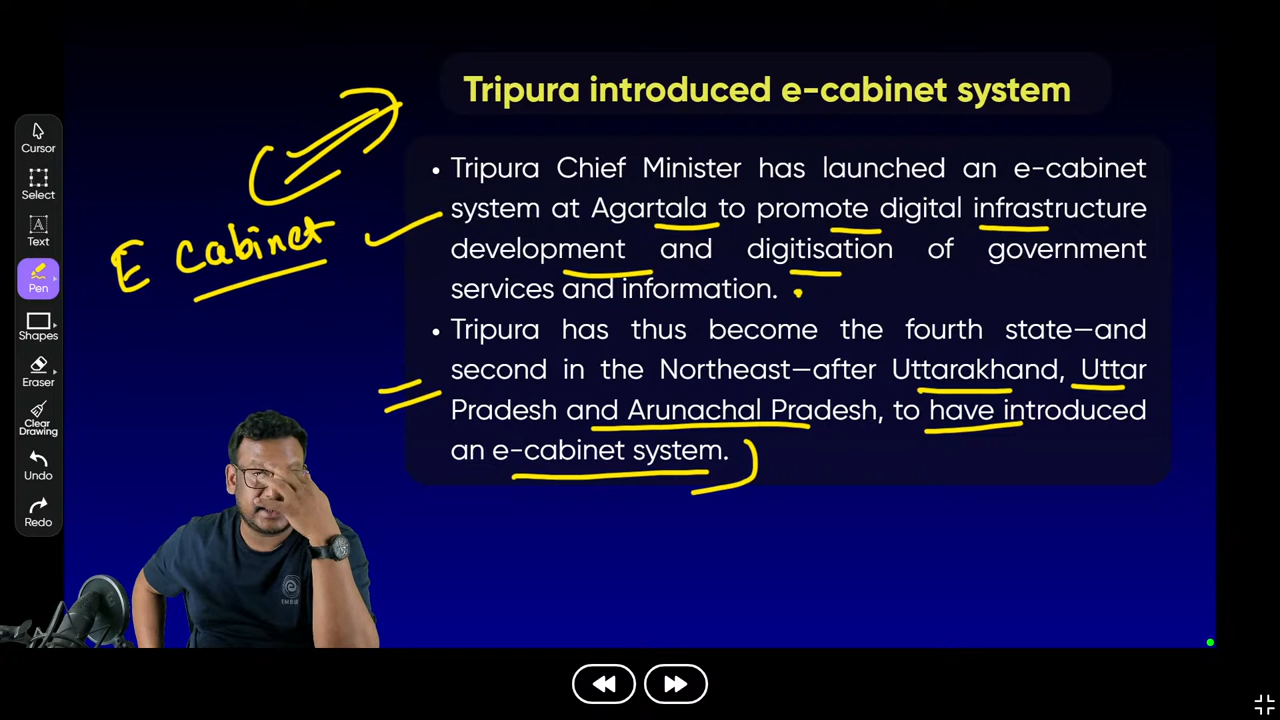 Tripura introduced e-cabinet system
Cursor
Select
Text
Pen
Shapes
Eraser
Clear
Drawing
Undo
Redo
E cabinet
• Tripura Chief Minister has launched an e-cabinet
system at Agartala to promote digital infrastructure
development and digitisation of government
services and information.
• Tripura has thus become the fourth state—and
second in the Northeast—after Uttarakhand, Uttar
Pradesh and Arunachal Pradesh, to have introduced
an e-cabinet system.